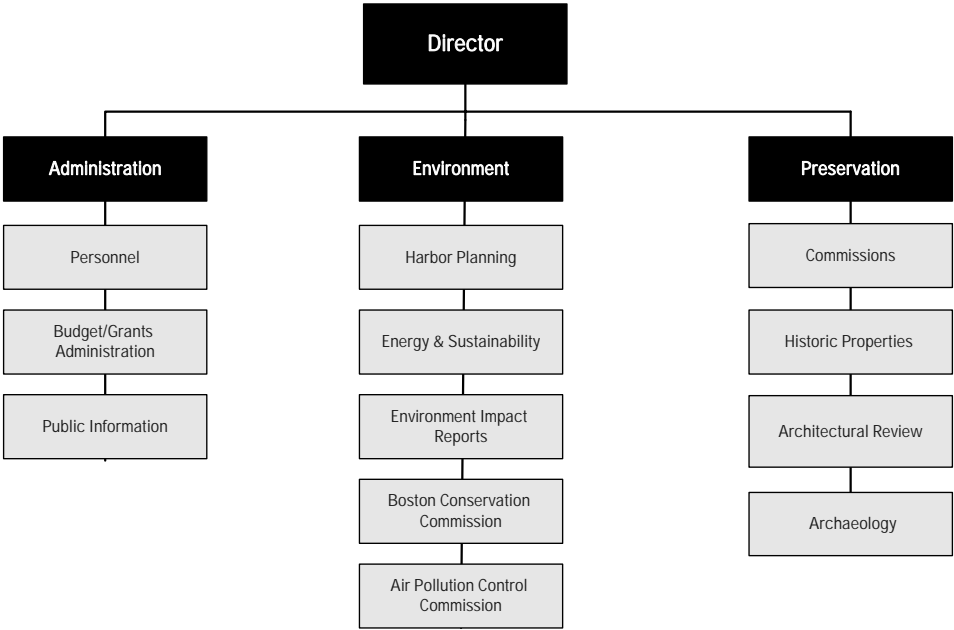 Director
Administration
Environment
Preservation
Personnel
Budget/Grants
Administration
Public Information
Harbor Planning
Energy & Sustainability
Environment Impact
Reports
Boston Conservation
Commission
Air Pollution Control
Commission
Commissions
Historic Properties
Architectural Review
Archaeology